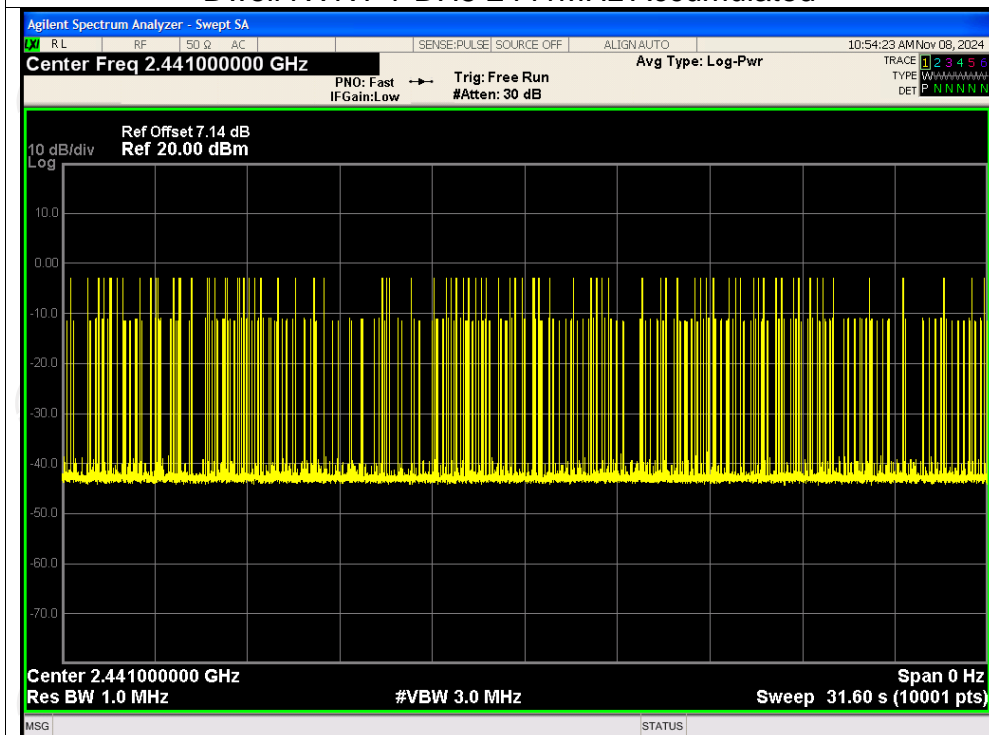 Agilent Spectrum Analyzer - Swept SA
LXI RL RF 50 Ω AC SENSE:PULSE SOURCE OFF ALIGNAUTO 10:54:23 AM Nov 08, 2024
Center Freq 2.441000000 GHz Avg Type: Log-Pwr TRACE 1 2 3 4 5 6
PNO: Fast Trig: Free Run TYPE WWWWWW
IFGain:Low #Atten: 30 dB DET P N N N N N
Ref Offset 7.14 dB
10 dB/div Ref 20.00 dBm
Log
10.0
0.00
-10.0
-20.0
-30.0
-40.0
-50.0
-60.0
-70.0
Center 2.441000000 GHz Span 0 Hz
Res BW 1.0 MHz #VBW 3.0 MHz Sweep 31.60 s (10001 pts)
MSG STATUS